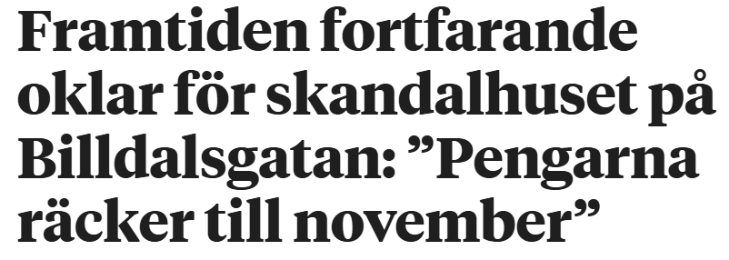 Framtiden fortfarande
oklar för skandalhuset på
Billdalsgatan: ”Pengarna
räcker till november”